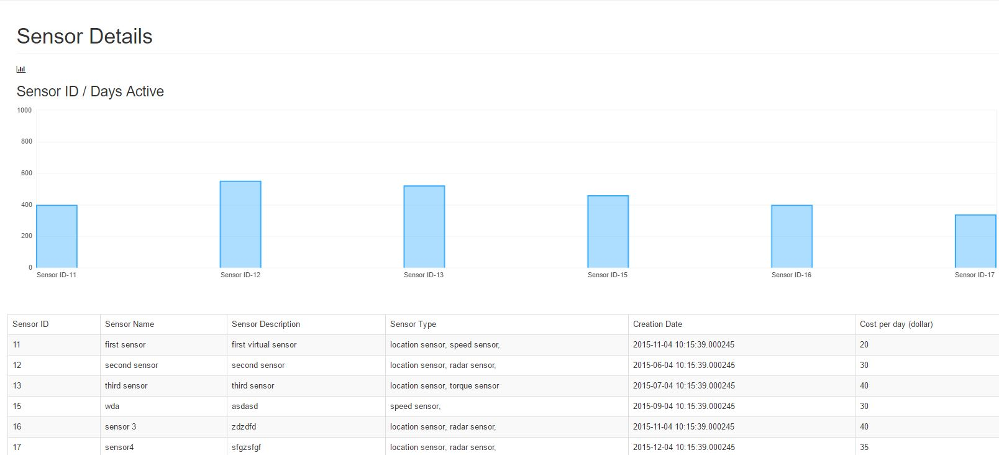 Sensor Details
Sensor ID / Days Active
1000
800
600
400
200
0
Sensor ID-11 Sensor ID-12 Sensor ID-13 Sensor ID-15 Sensor ID-16 Sensor ID-17
Sensor ID Sensor Name Sensor Description Sensor Type Creation Date Cost per day (dollar)
11 first sensor first virtual sensor location sensor, speed sensor, 2015-11-04 10:15:39.000245 20
12 second sensor second sensor location sensor, radar sensor, 2015-06-04 10:15:39.000245 30
13 third sensor third sensor location sensor, torque sensor 2015-07-04 10:15:39.000245 40
15 wda asdasd speed sensor, 2015-09-04 10:15:39.000245 30
16 sensor 3 zdzdfd location sensor, radar sensor, 2015-11-04 10:15:39.000245 40
17 sensor4 sfgzsfgf location sensor, radar sensor, 2015-12-04 10:15:39.000245 35